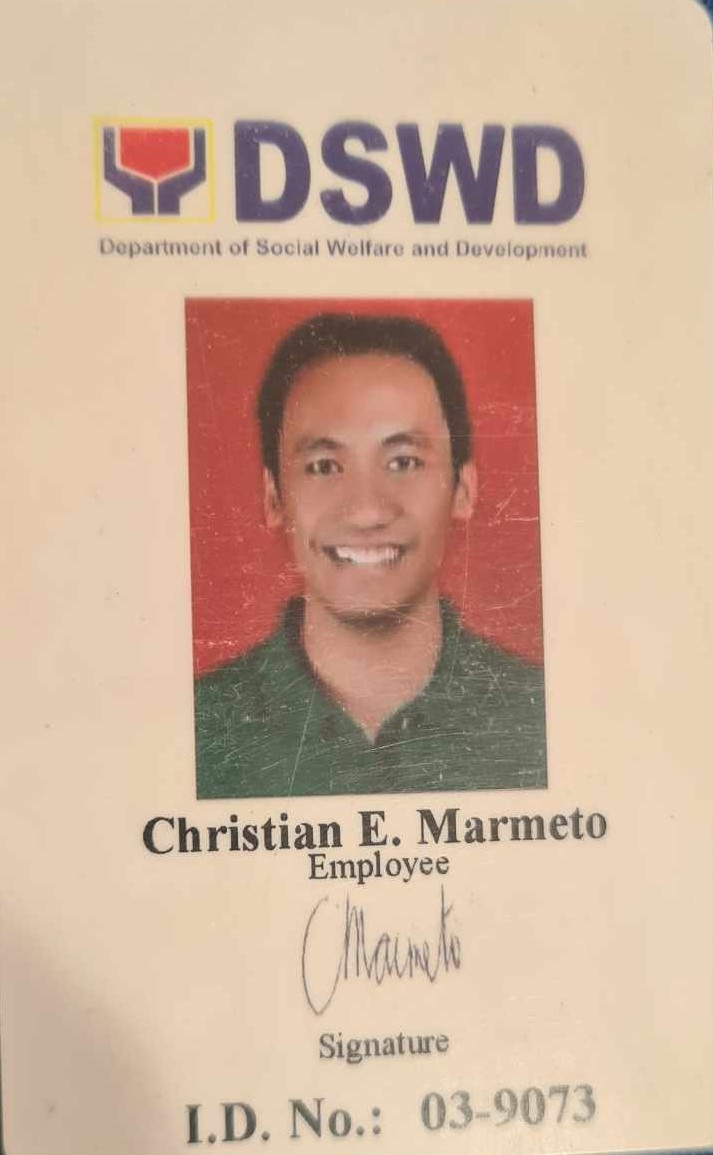 DSWD
Department of Social Welfare and Development
Christian E. Marmeto
Employee
CMarmeto
Signature
I.D. No.: 03-9073